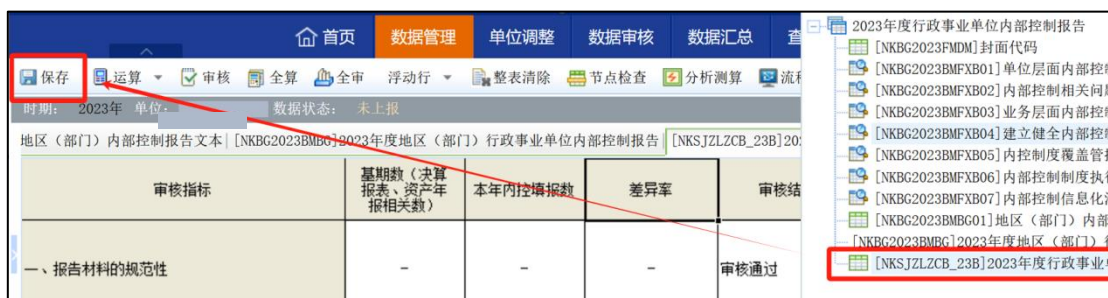 首页 数据管理 单位调整 数据审核 数据汇总
保存 运算 审核 全算 全审 浮动行 整表清除 节点检查 分析测算
时期: 2023年 单位: 数据状态: 未上报
地区（部门）内部控制报告文本 [NKBG2023BMBG]2023年度地区（部门）行政事业单位内部控制报告 [NKSJZLZCB_23B]20
审核指标
基期数（决算报表、资产年报相关数）
本年内控填报数
差异率
审核结
一、报告材料的规范性 - - - 审核通过
2023年度行政事业单位内部控制报告
[NKBG2023FMDM]封面代码
[NKBG2023BMFXB01]单位层面内部控
[NKBG2023BMFXB02]内部控制相关问
[NKBG2023BMFXB03]业务层面内部控
[NKBG2023BMFXB04]建立健全内部控
[NKBG2023BMFXB05]内控制度覆盖管
[NKBG2023BMFXB06]内部控制制度执
[NKBG2023BMFXB07]内部控制信息化
[NKBG2023BMBG01]地区（部门）内部
[NKBG2023BMBG]2023年度地区（部门）
[NKSJZLZCB_23B]2023年度行政事业